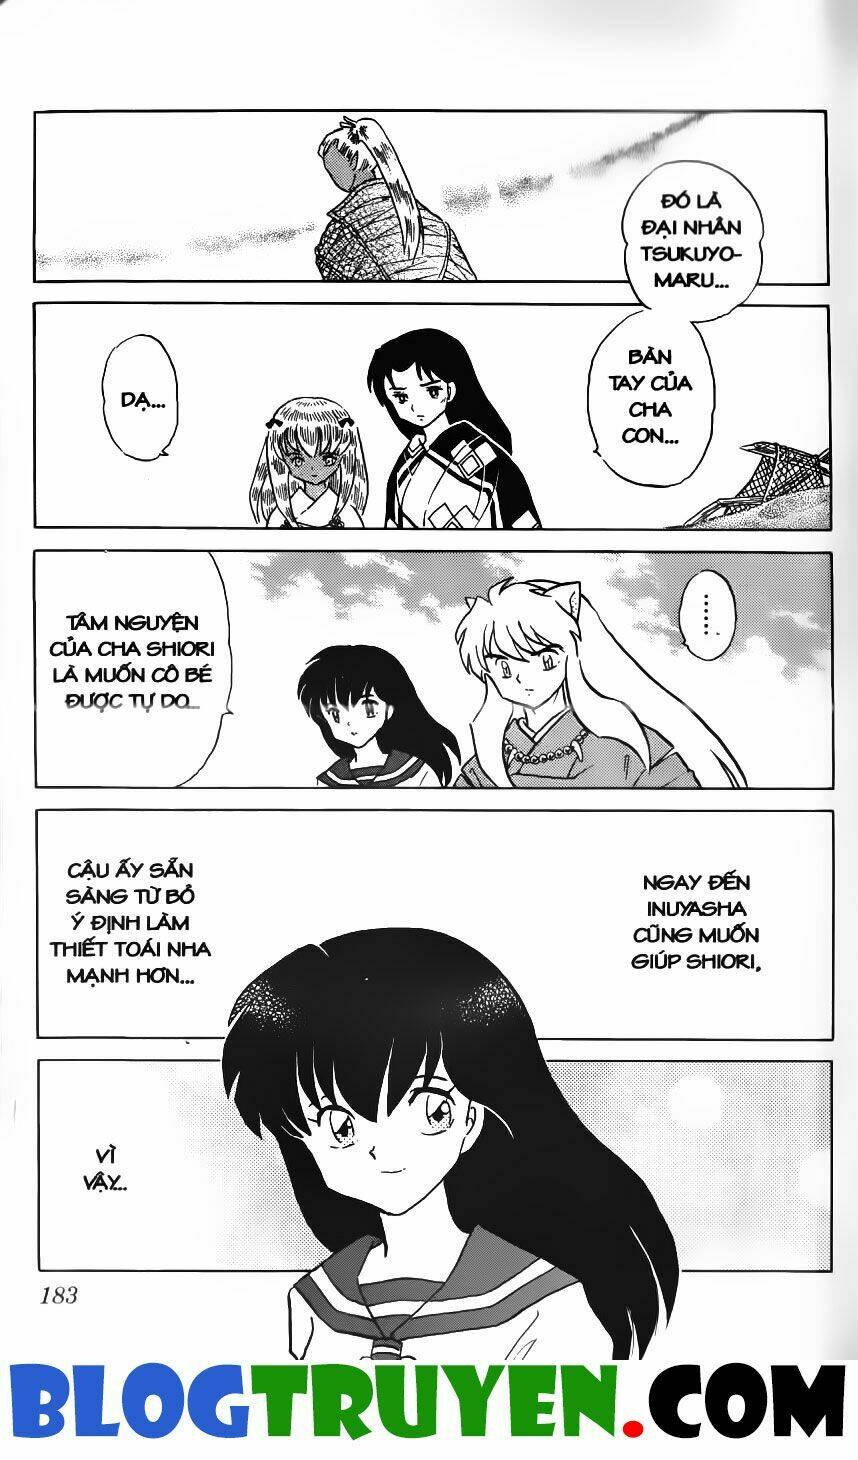 ĐÓ LÀ
ĐẠI NHÂN
TSUKUYO-
MARU...
BÀN
TAY CỦA
CHA
CON...
DẠ...
.....
TÂM NGUYỆN
CỦA CHA SHIORI
LÀ MUỐN CÔ BÉ
ĐƯỢC TỰ DO...
NGAY ĐẾN
INUYASHA
CŨNG MUỐN
GIÚP SHIORI,
CẬU ẤY SẴN
SÀNG TỪ BỎ
Ý ĐỊNH LÀM
THIẾT TOÁI NHA
MẠNH HƠN...
VÌ
VẬY...
183
BLOGTRUYEN.COM